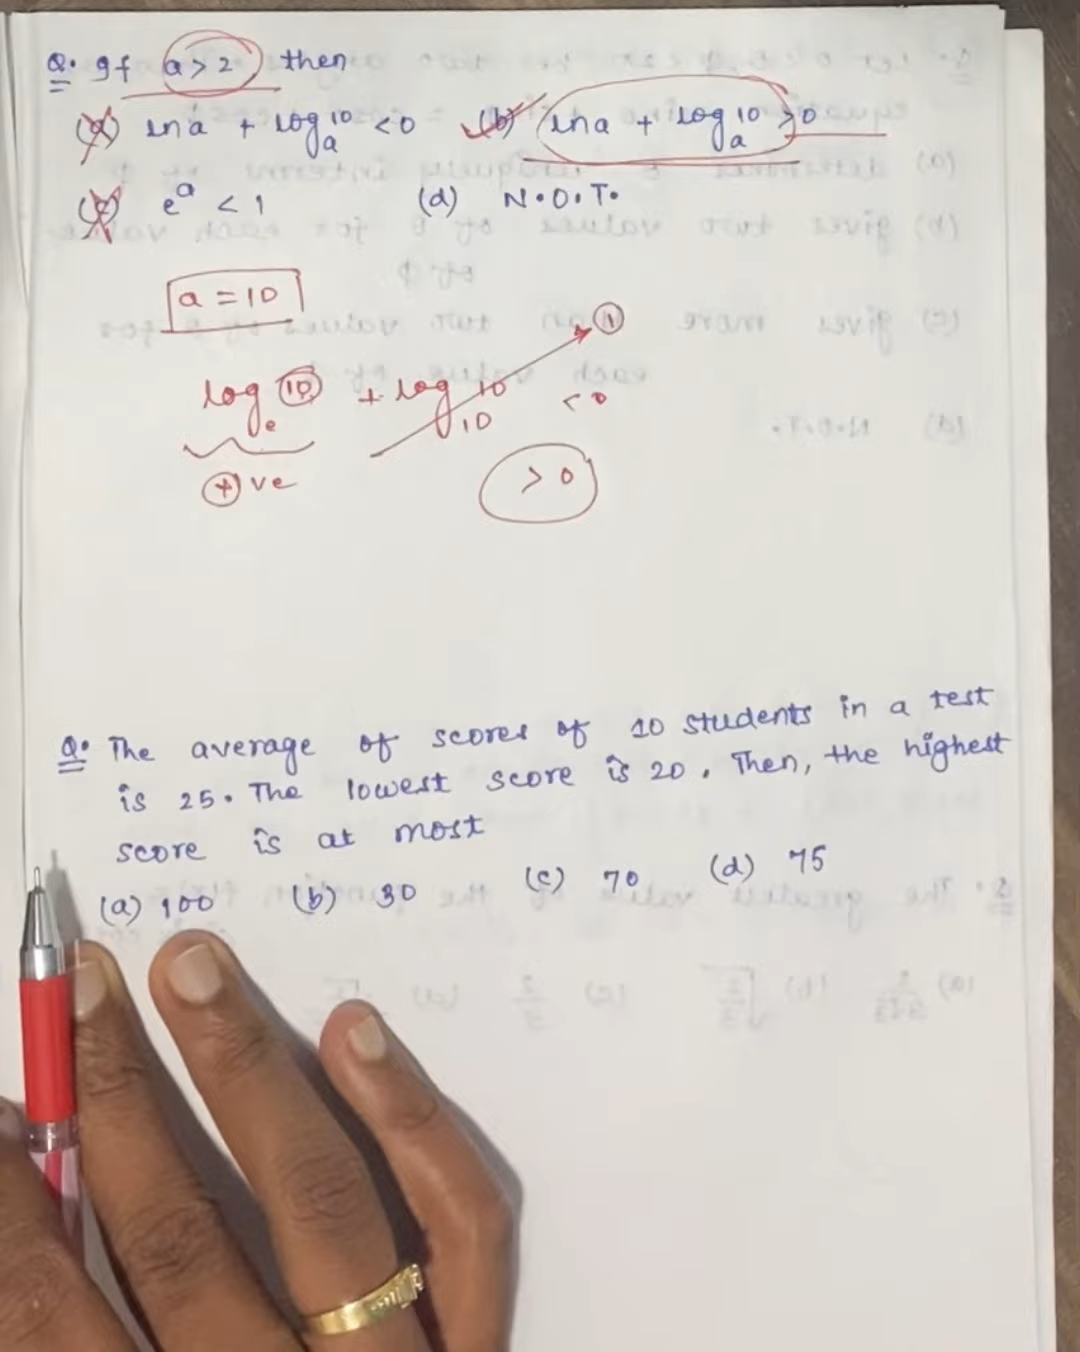 Q. If a > 2 then
(a) ln a + log_a 10 < 0 (b) ln a + log_a 10 > 0
(c) e^a < 1 (d) N.O.T.
a = 10
1
log_e 10 + log_10 10 < 0
+ ve > 0
Q. The average of scores of 10 students in a test
is 25. The lowest score is 20. Then, the highest
score is at most
(a) 100 (b) 30 (c) 70 (d) 75